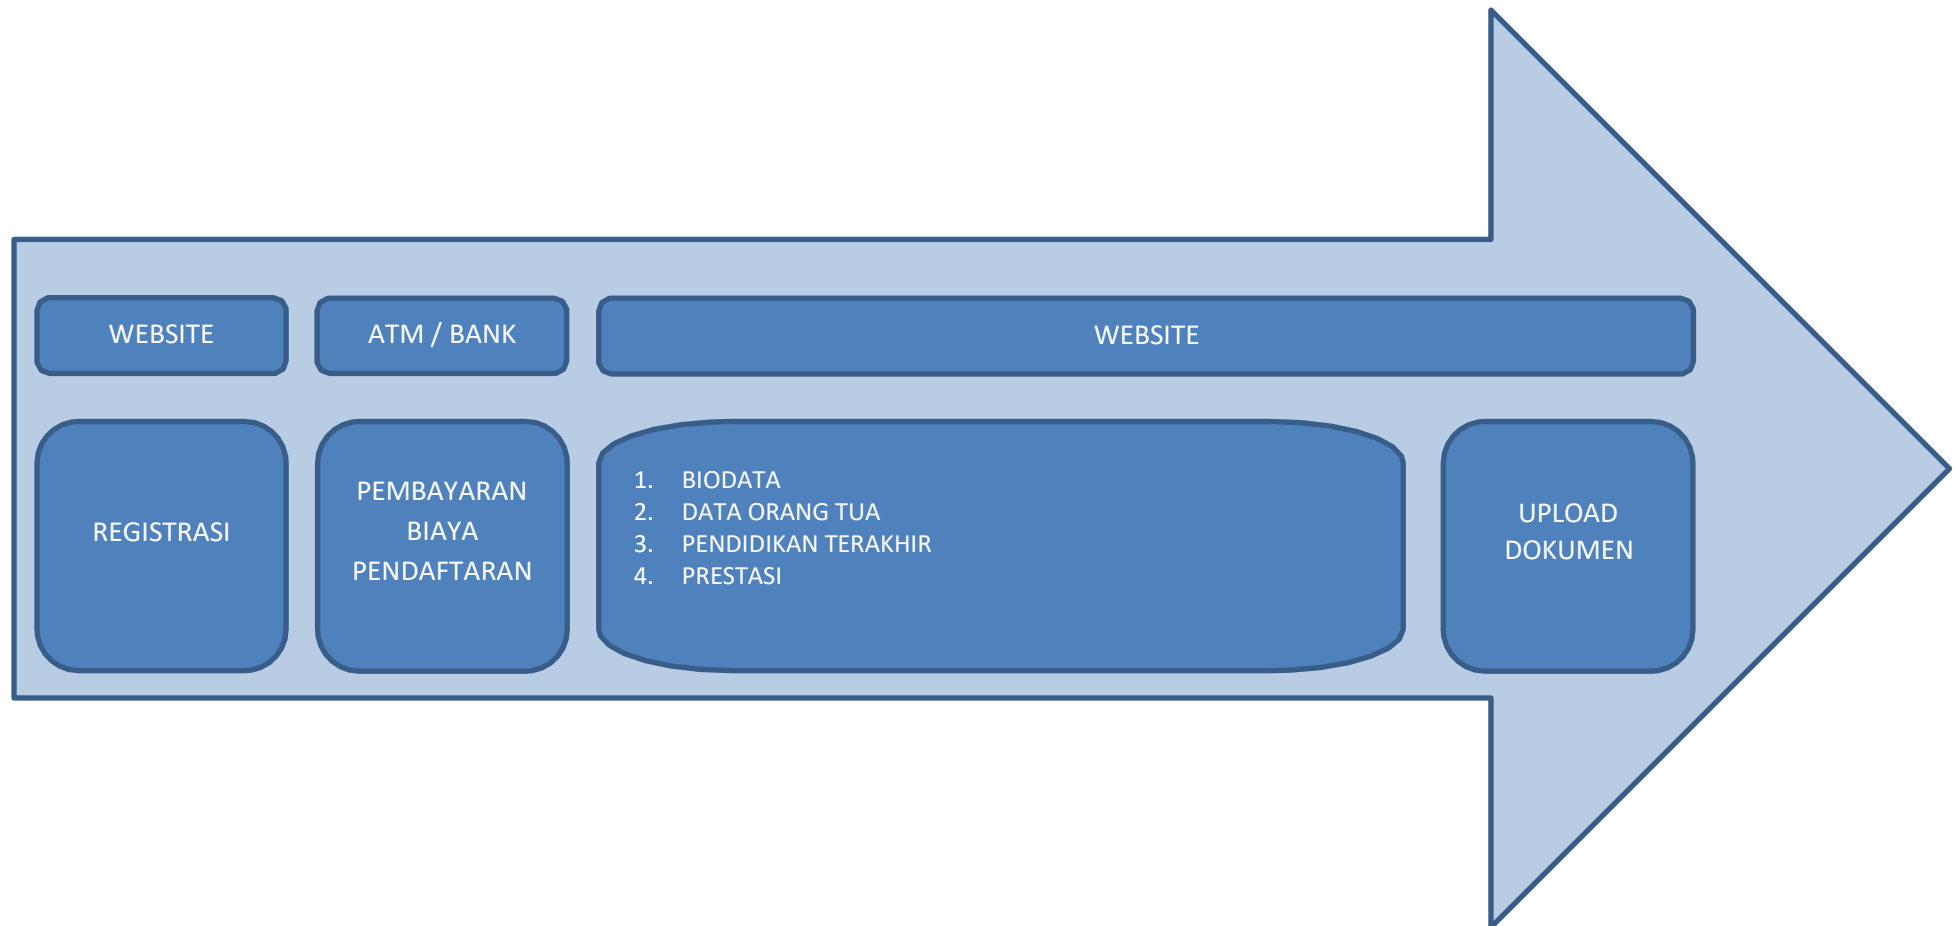 WEBSITE
ATM / BANK
WEBSITE
REGISTRASI
PEMBAYARAN
BIAYA
PENDAFTARAN
1. BIODATA
2. DATA ORANG TUA
3. PENDIDIKAN TERAKHIR
4. PRESTASI
UPLOAD
DOKUMEN